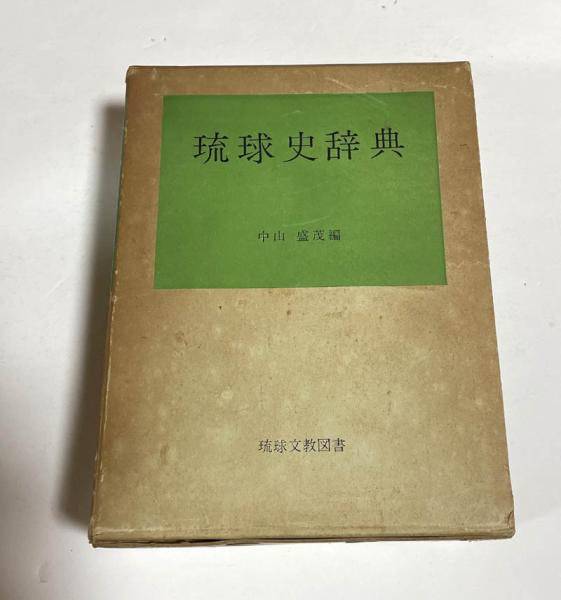 琉球史辞典
中山 盛茂編
琉球文教図書